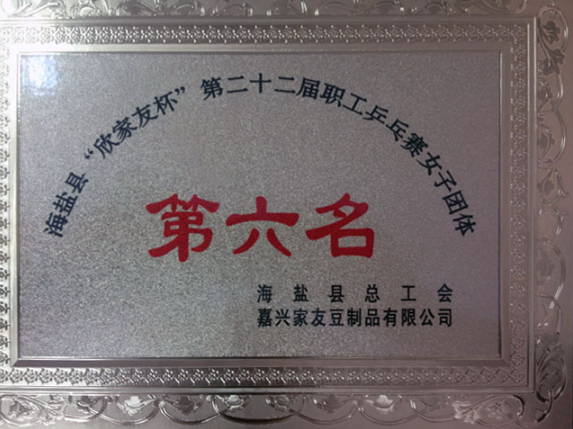 海盐县“欣家友杯”第二十二届职工乒乓赛女子团体
第六名
海盐县总工会
嘉兴家友豆制品有限公司